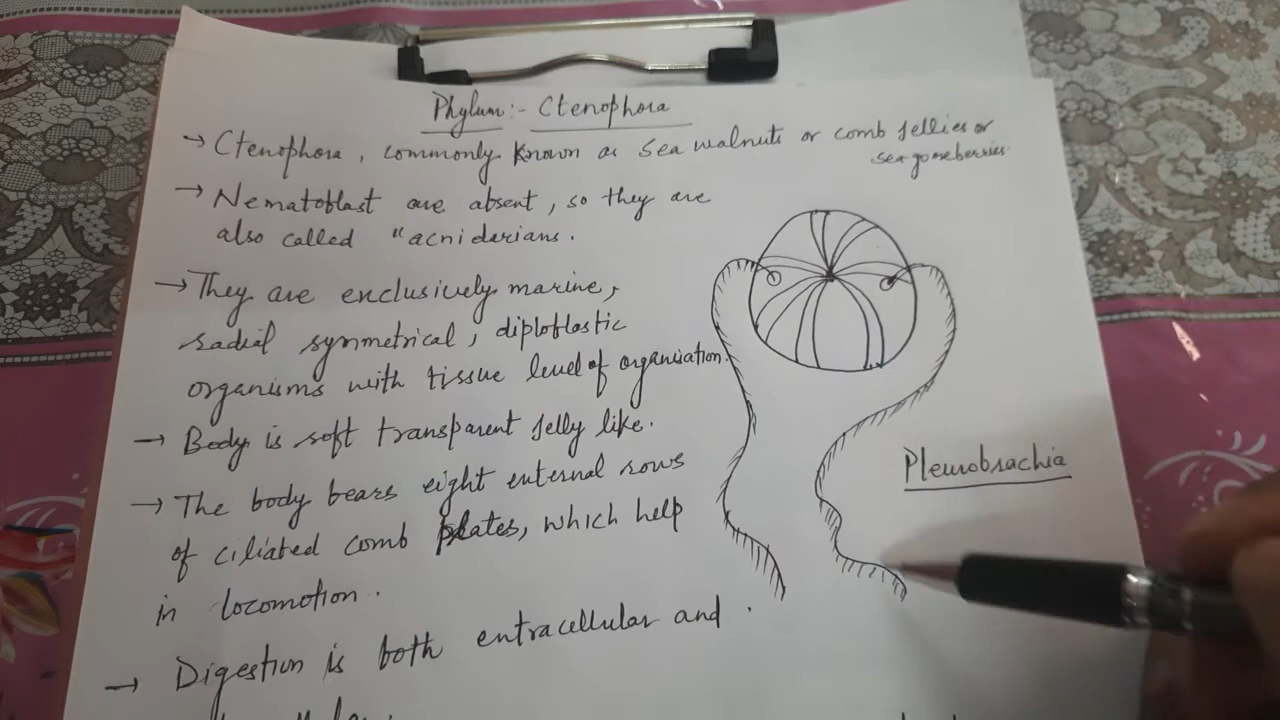 Phylum:- Ctenophora
→ Ctenophora, commonly known as sea walnuts or comb jellies or
sea gooseberries.
→ Nematoblast are absent, so they are
also called "acnidarians.
→ They are exclusively marine,
radial symmetrical, diploblastic
organisms with tissue level of organisation.
→ Body is soft transparent jelly like.
→ The body bears eight external rows
of ciliated comb plates, which help
in locomotion.
→ Digestion is both extracellular and
Pleurobrachia